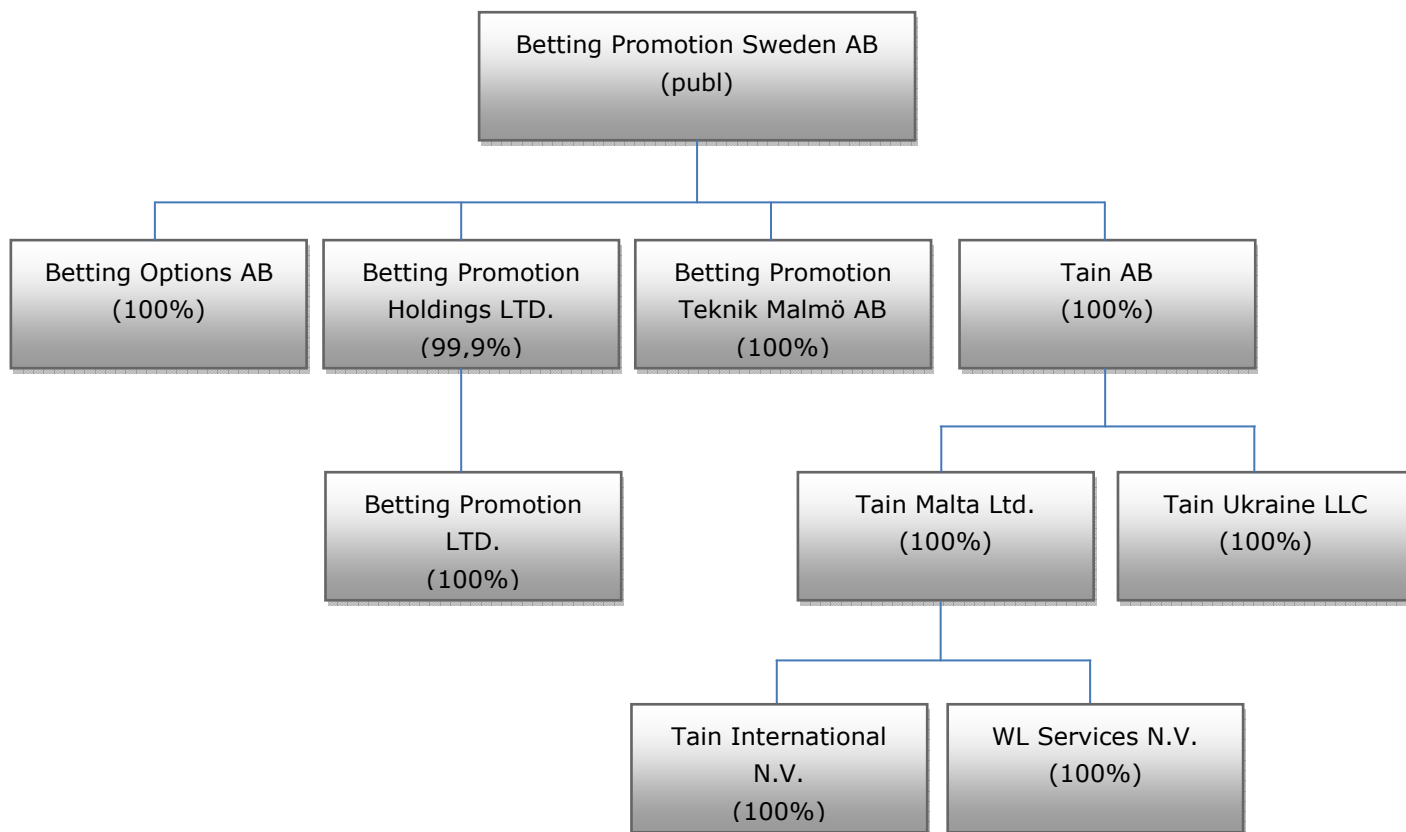 Betting Promotion Sweden AB
(publ)
Betting Options AB
(100%)
Betting Promotion
Holdings LTD.
(99,9%)
Betting Promotion
Teknik Malmö AB
(100%)
Tain AB
(100%)
Betting Promotion
LTD.
(100%)
Tain Malta Ltd.
(100%)
Tain Ukraine LLC
(100%)
Tain International
N.V.
(100%)
WL Services N.V.
(100%)